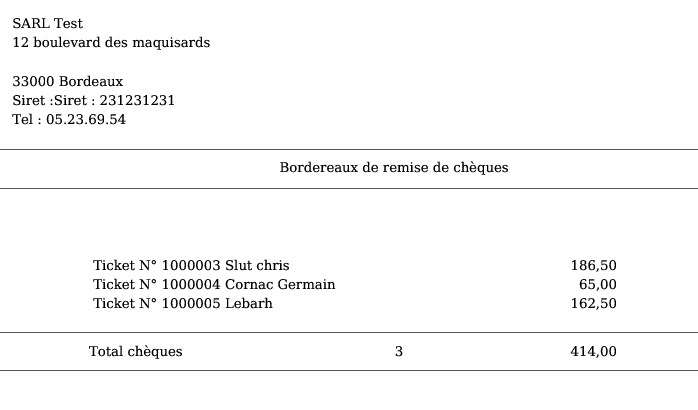 SARL Test
12 boulevard des maquisards
33000 Bordeaux
Siret :Siret : 231231231
Tel : 05.23.69.54
Bordereaux de remise de chèques
Ticket N° 1000003 Slut chris 186,50
Ticket N° 1000004 Cornac Germain 65,00
Ticket N° 1000005 Lebarh 162,50
Total chèques 3 414,00